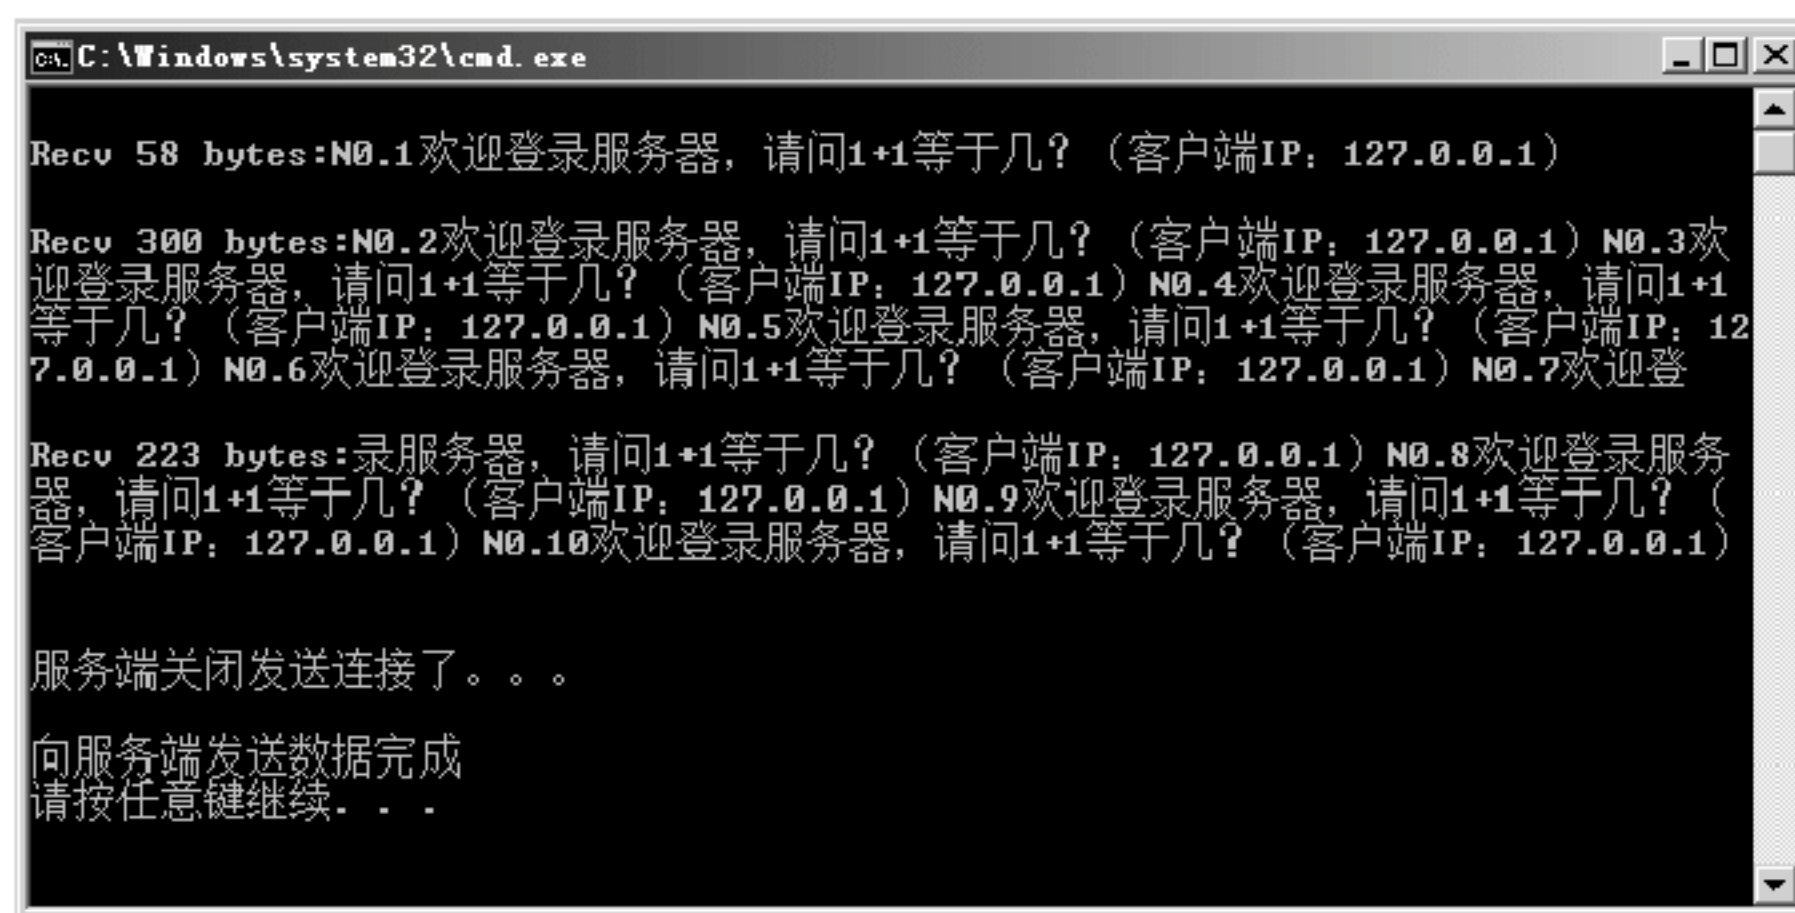 C:\Windows\system32\cmd.exe
Recv 58 bytes:N0.1欢迎登录服务器，请问1+1等于几？（客户端IP：127.0.0.1）
Recv 300 bytes:N0.2欢迎登录服务器，请问1+1等于几？（客户端IP：127.0.0.1）N0.3欢
迎登录服务器，请问1+1等于几？（客户端IP：127.0.0.1）N0.4欢迎登录服务器，请问1+1
等于几？（客户端IP：127.0.0.1）N0.5欢迎登录服务器，请问1+1等于几？（客户端IP：12
7.0.0.1）N0.6欢迎登录服务器，请问1+1等于几？（客户端IP：127.0.0.1）N0.7欢迎登
Recv 223 bytes:录服务器，请问1+1等于几？（客户端IP：127.0.0.1）N0.8欢迎登录服务
器，请问1+1等于几？（客户端IP：127.0.0.1）N0.9欢迎登录服务器，请问1+1等于几？（
客户端IP：127.0.0.1）N0.10欢迎登录服务器，请问1+1等于几？（客户端IP：127.0.0.1）
服务端关闭发送连接了。。。
向服务端发送数据完成
请按任意键继续. . .